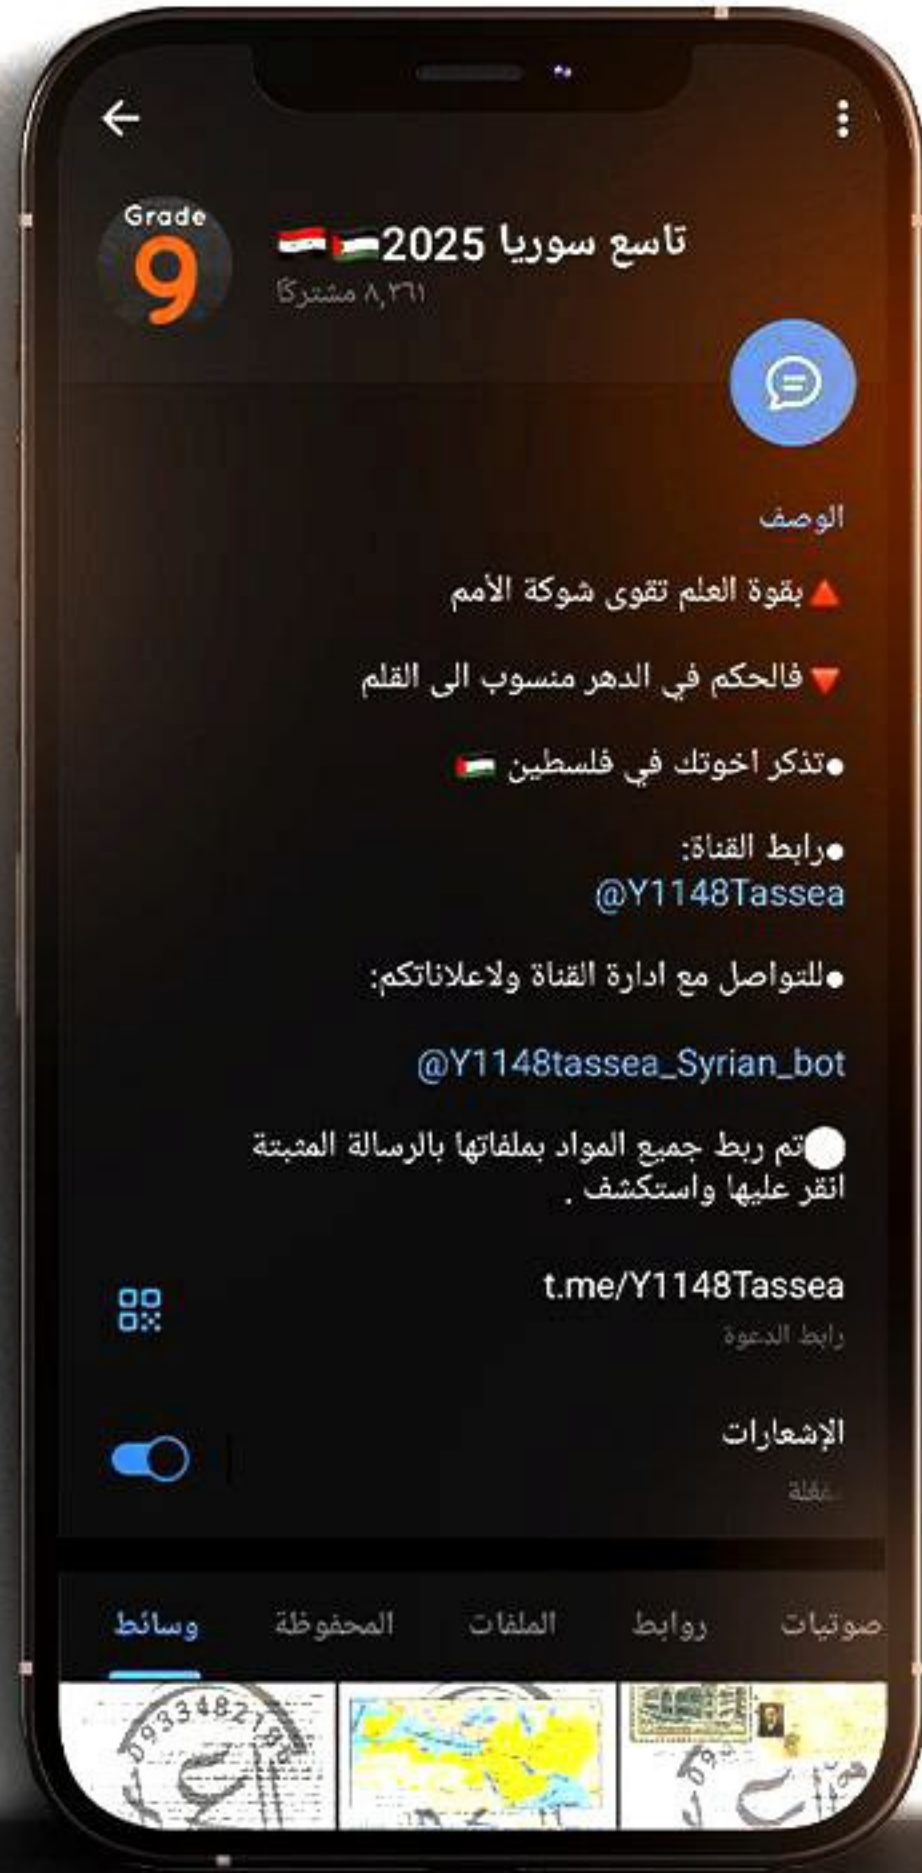 Grade
9
تاسع سوريا 2025🇵🇸🇸🇾
٨,٣٦١ مشتركًا
الوصف
🔺بقوة العلم تقوى شوكة الأمم
🔻فالحكم في الدهر منسوب الى القلم
●تذكر اخوتك في فلسطين 🇵🇸
●رابط القناة:
@Y1148Tassea
●للتواصل مع ادارة القناة ولاعلاناتكم:
@Y1148tassea_Syrian_bot
⚪تم ربط جميع المواد بملفاتها بالرسالة المثبتة
انقر عليها واستكشف .
t.me/Y1148Tassea
رابط الدعوة
الإشعارات
صوتيات
روابط
الملفات
المحفوظة
وسائط